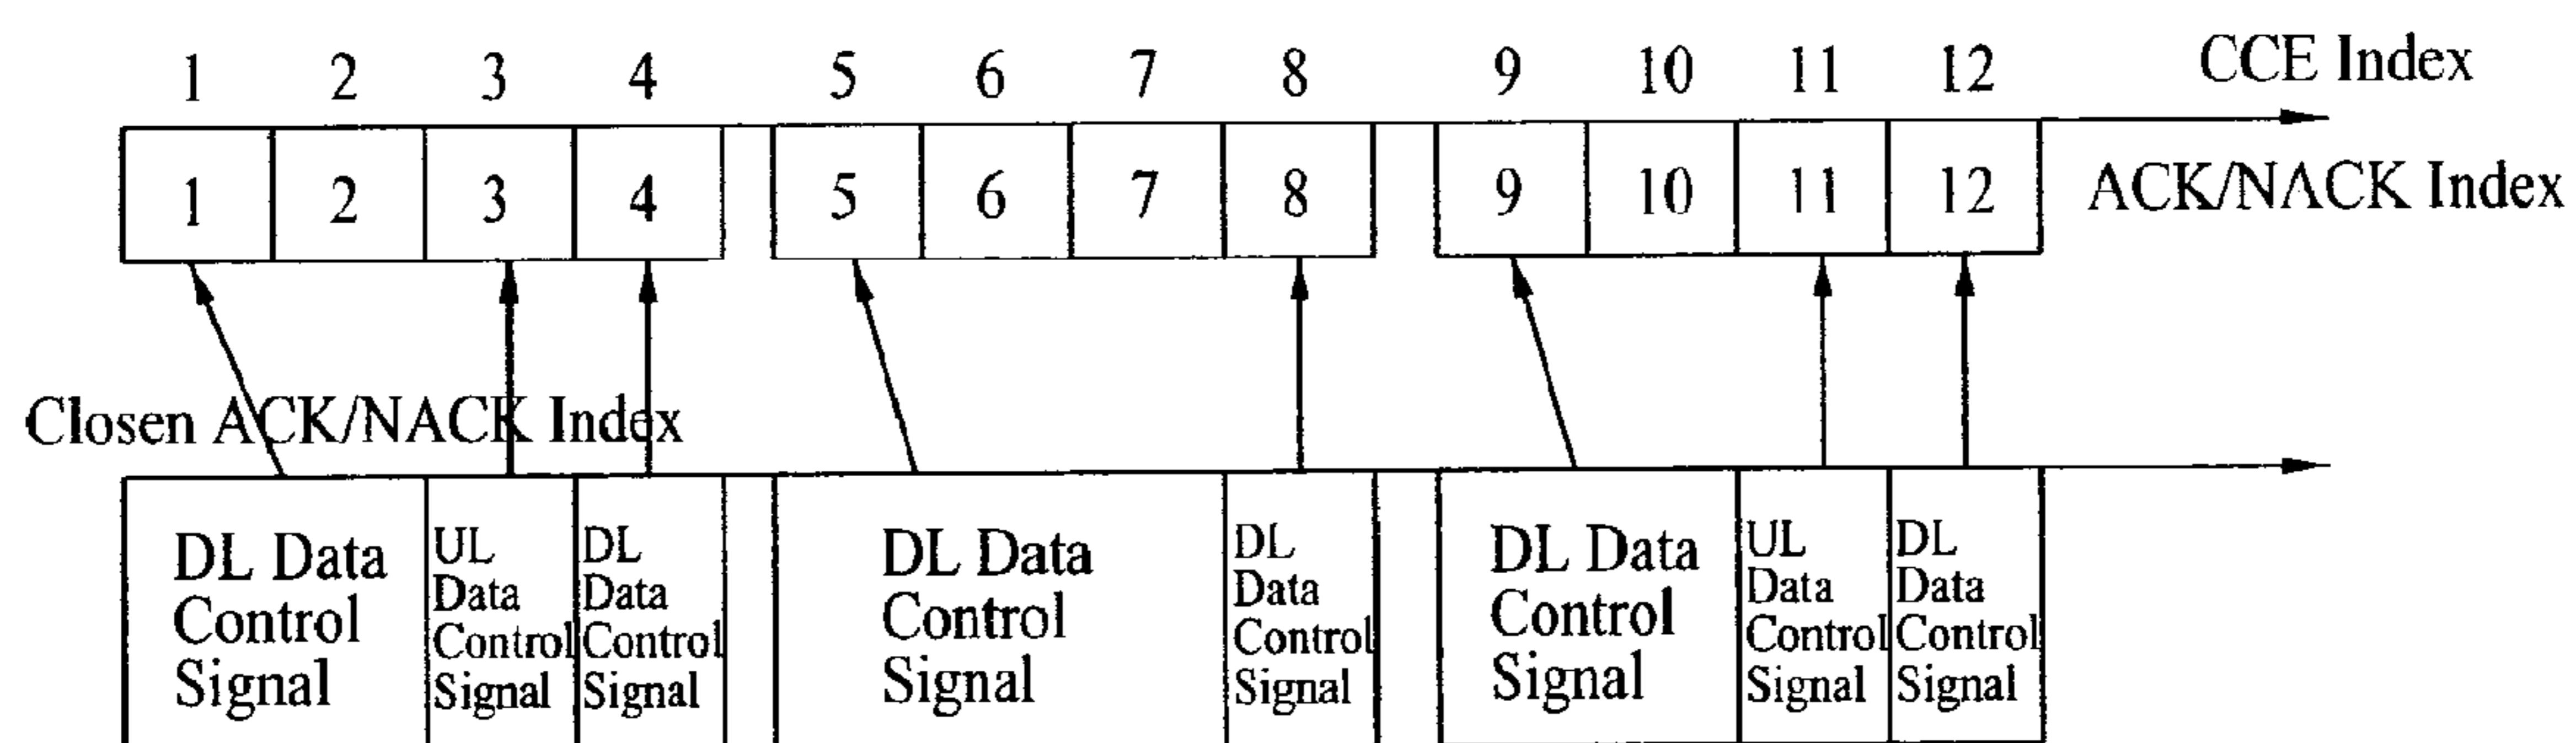 1 2 3 4 5 6 7 8 9 10 11 12 CCE Index
1 2 3 4 5 6 7 8 9 10 11 12 ACK/NACK Index
Closen ACK/NACK Index
DL Data
Control
Signal
UL
Data
Control
Signal
DL
Data
Control
Signal
DL Data
Control
Signal
DL
Data
Control
Signal
DL Data
Control
Signal
UL
Data
Control
Signal
DL
Data
Control
Signal